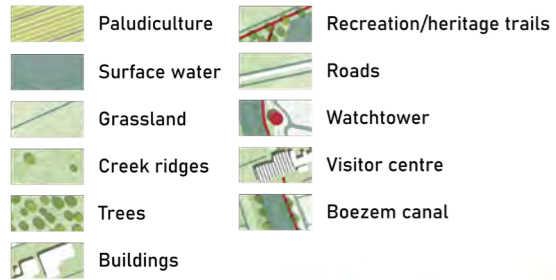 Paludiculture
Surface water
Grassland
Creek ridges
Trees
Buildings
Recreation/heritage trails
Roads
Watchtower
Visitor centre
Boezem canal